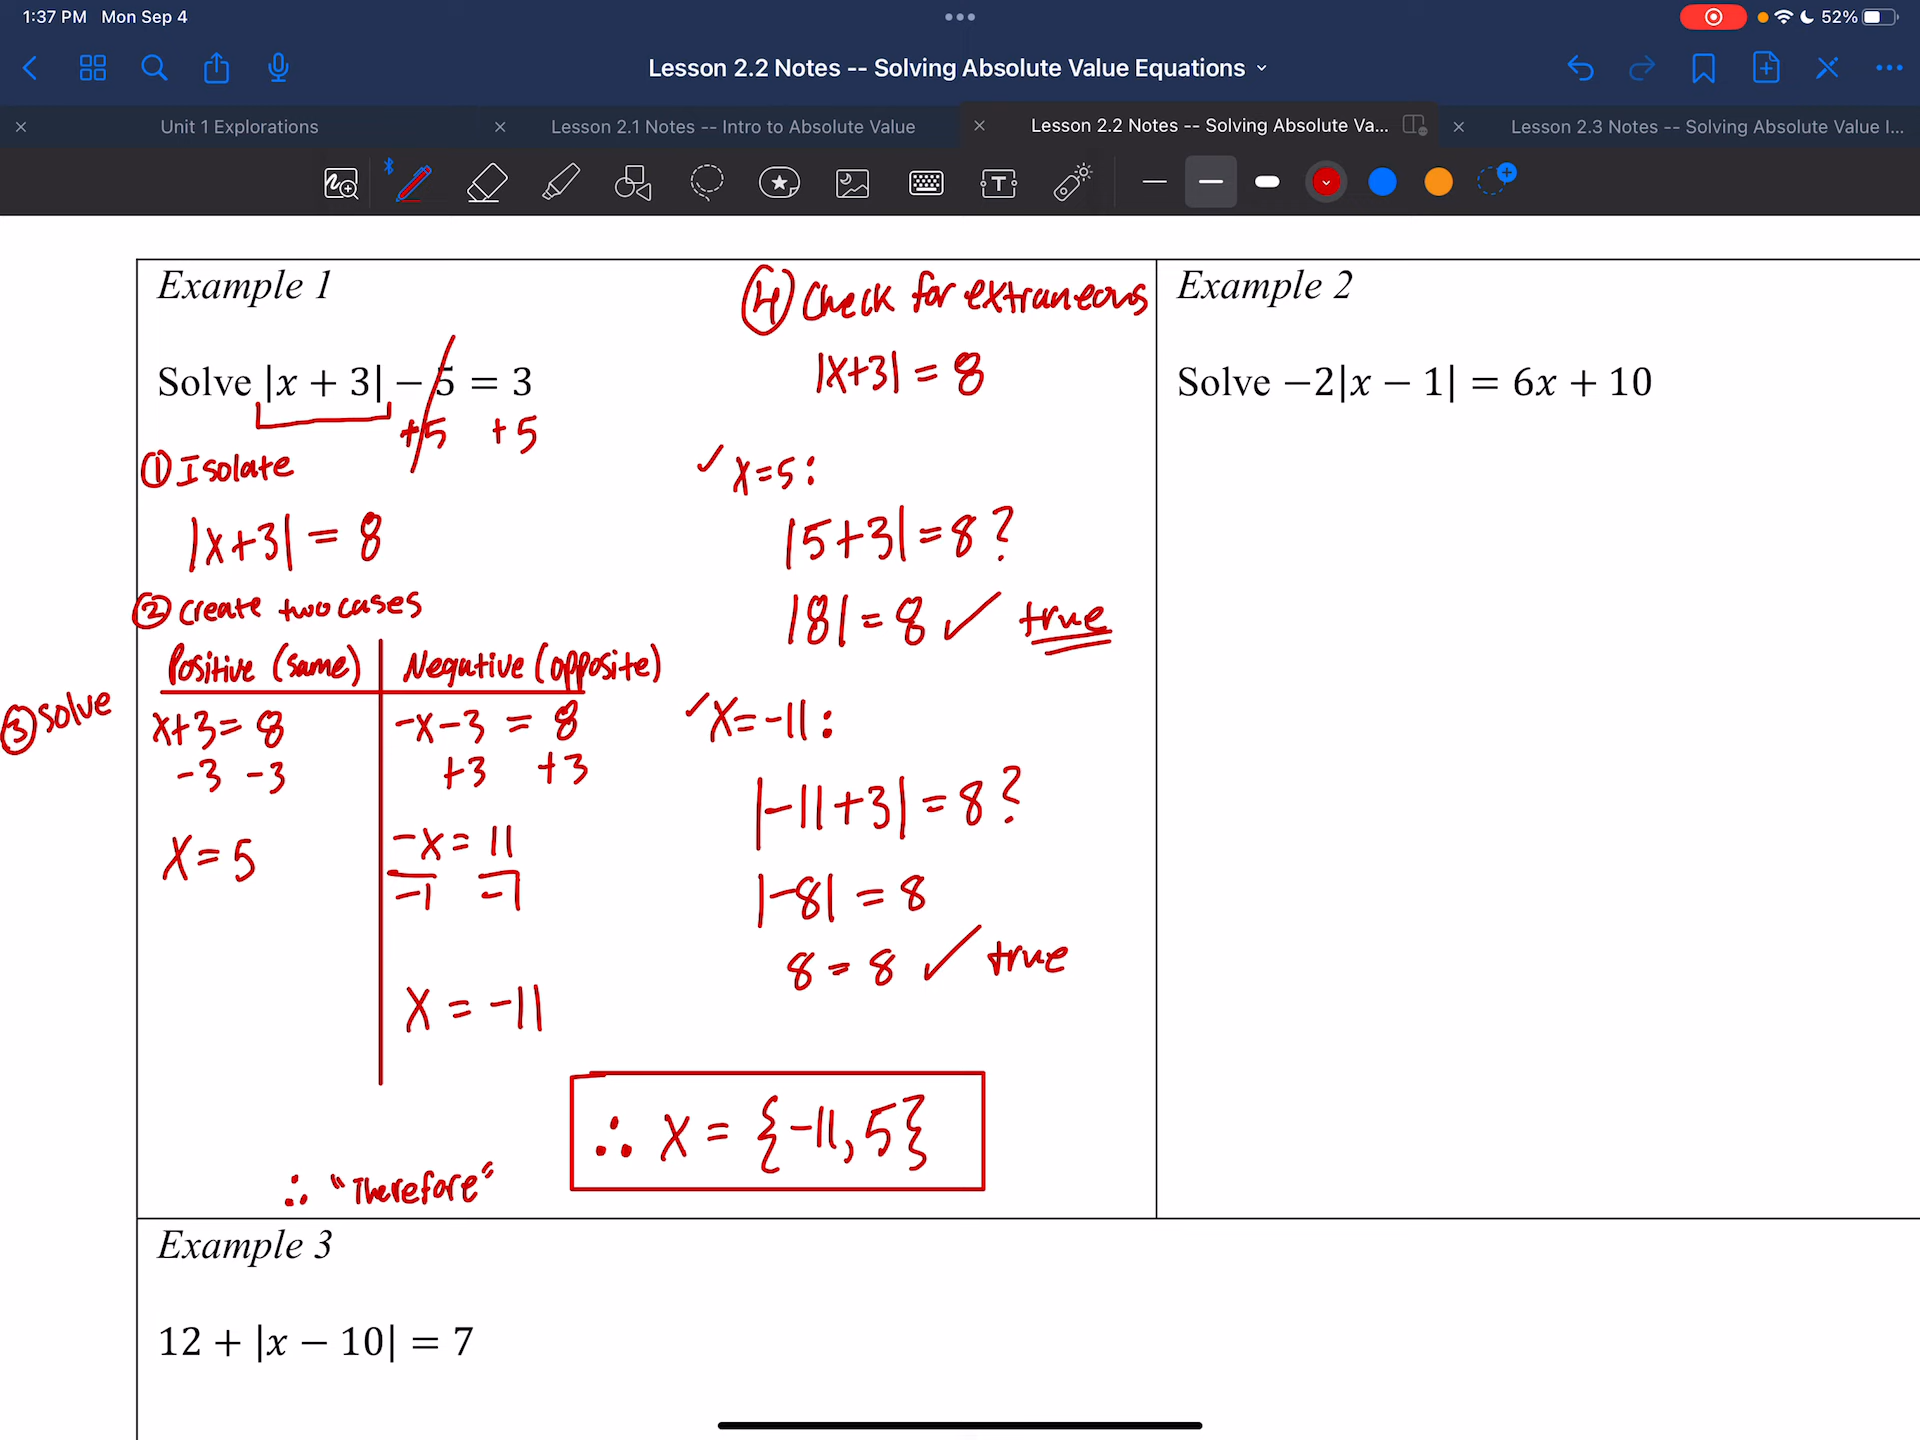 1:37 PM Mon Sep 4
52%
Lesson 2.2 Notes -- Solving Absolute Value Equations
Unit 1 Explorations
Lesson 2.1 Notes -- Intro to Absolute Value
Lesson 2.2 Notes -- Solving Absolute Va...
Lesson 2.3 Notes -- Solving Absolute Value I...
Example 1
Solve |x + 3| − 5 = 3
+5 +5
① Isolate
|x+3| = 8
② Create two cases
Positive (same)
Negative (opposite)
③ solve
x+3 = 8
-3 -3
x = 5
-x-3 = 8
+3 +3
-x = 11
-1 -1
x = -11
④ Check for extraneous
|x+3| = 8
✓ x=5:
|5+3| = 8?
|8| = 8 ✓ true
✓ x=-11:
|-11+3| = 8?
|-8| = 8
8 = 8 ✓ true
∴ x = {-11, 5}
∴ "Therefore"
Example 2
Solve −2|x − 1| = 6x + 10
Example 3
12 + |x − 10| = 7